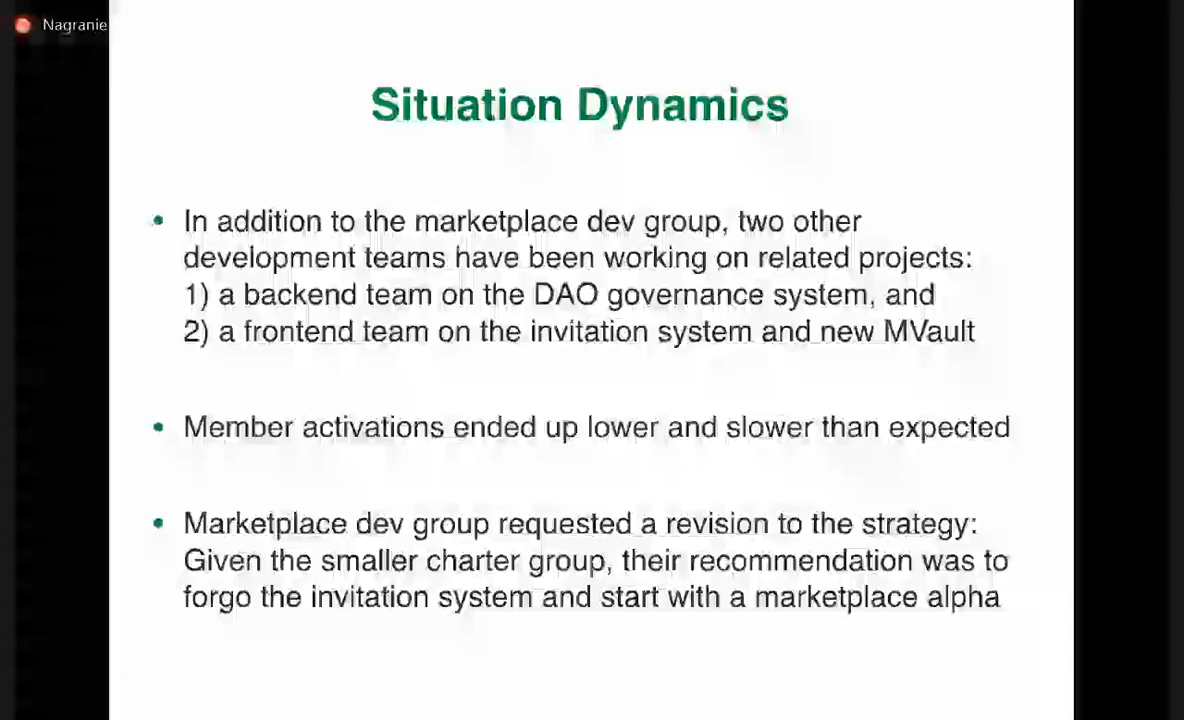 Nagranie
Situation Dynamics
• In addition to the marketplace dev group, two other
development teams have been working on related projects:
1) a backend team on the DAO governance system, and
2) a frontend team on the invitation system and new MVault
• Member activations ended up lower and slower than expected
• Marketplace dev group requested a revision to the strategy:
Given the smaller charter group, their recommendation was to
forgo the invitation system and start with a marketplace alpha